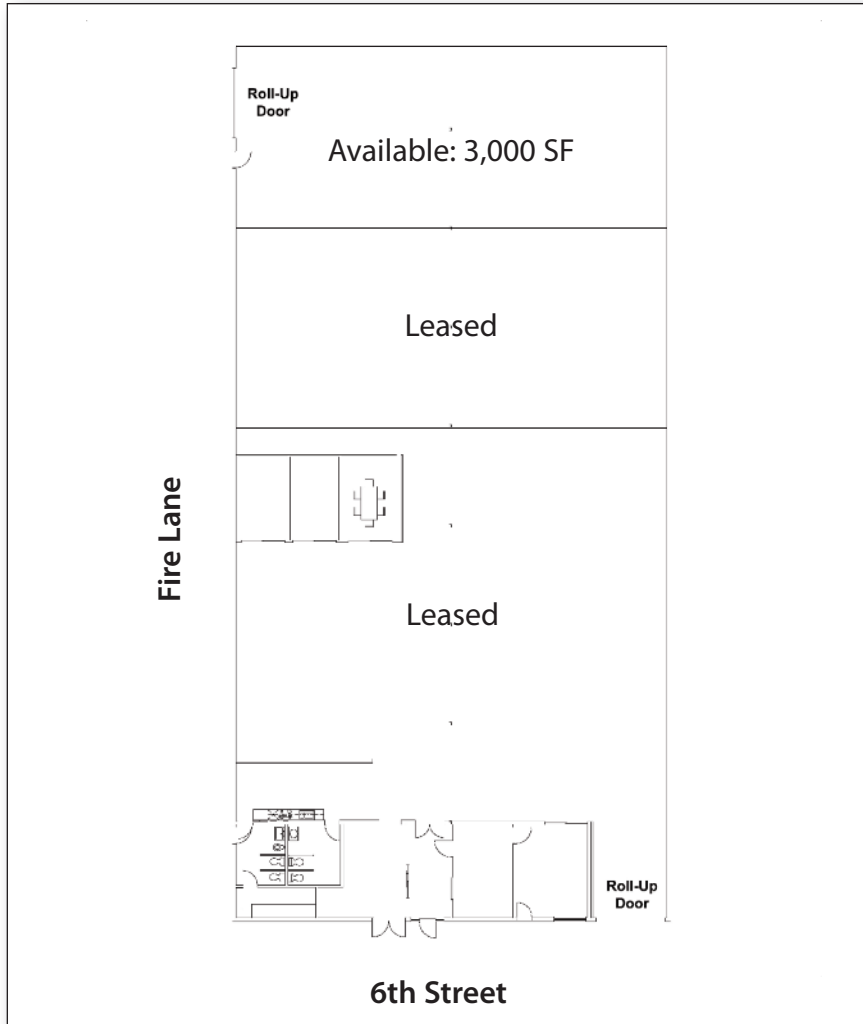 Roll-Up
Door
Available: 3,000 SF
Leased
Fire Lane
Leased
Roll-Up
Door
6th Street